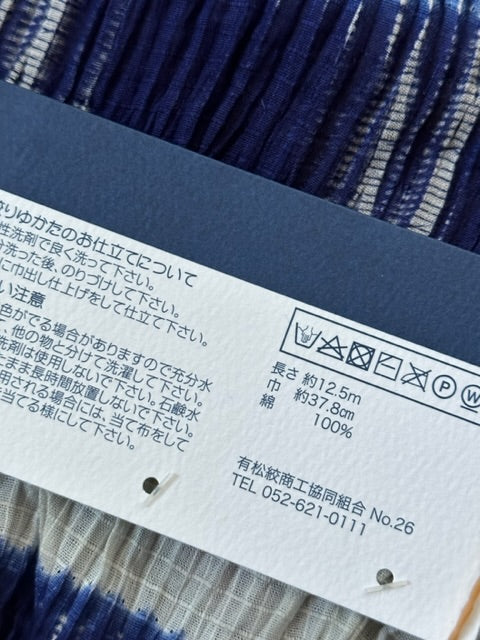 絞りゆかたのお仕立てについて
性洗剤で良く洗って下さい。
洗った後、のりづけして下さい。
に巾出し仕上げをして仕立て下さい。
い注意
色がでる場合がありますので充分水
、他の物と分けて洗濯して下さい。
洗剤は使用しないで下さい。石鹸水
まま長時間放置しないで下さい。
用される場合には、当て布をして
当てる様にして下さい。
長さ 約12.5m
巾 約37.8cm
綿 100%
有松絞商工協同組合 No.26
TEL 052-621-0111